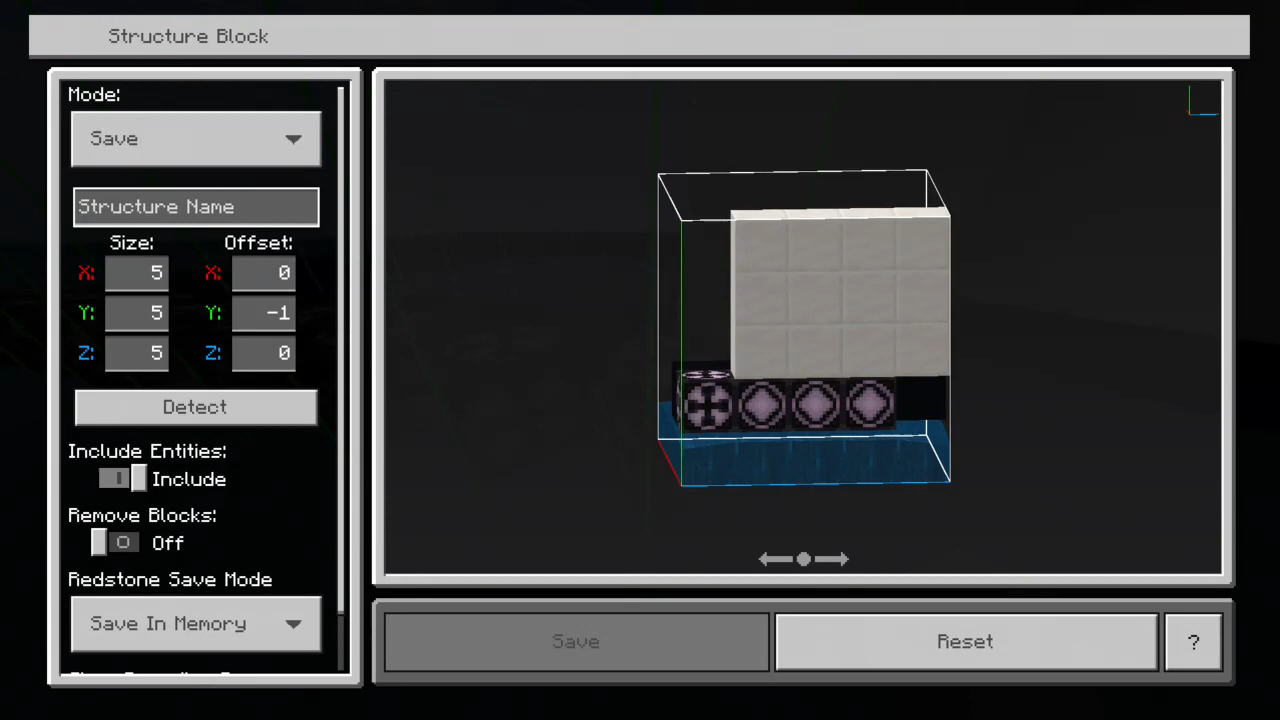 Structure Block
Mode:
Save
Structure Name
Size: Offset:
X: 5 X: 0
Y: 5 Y: -1
Z: 5 Z: 0
Detect
Include Entities:
Include
Remove Blocks:
Off
Redstone Save Mode
Save In Memory
Save Reset ?